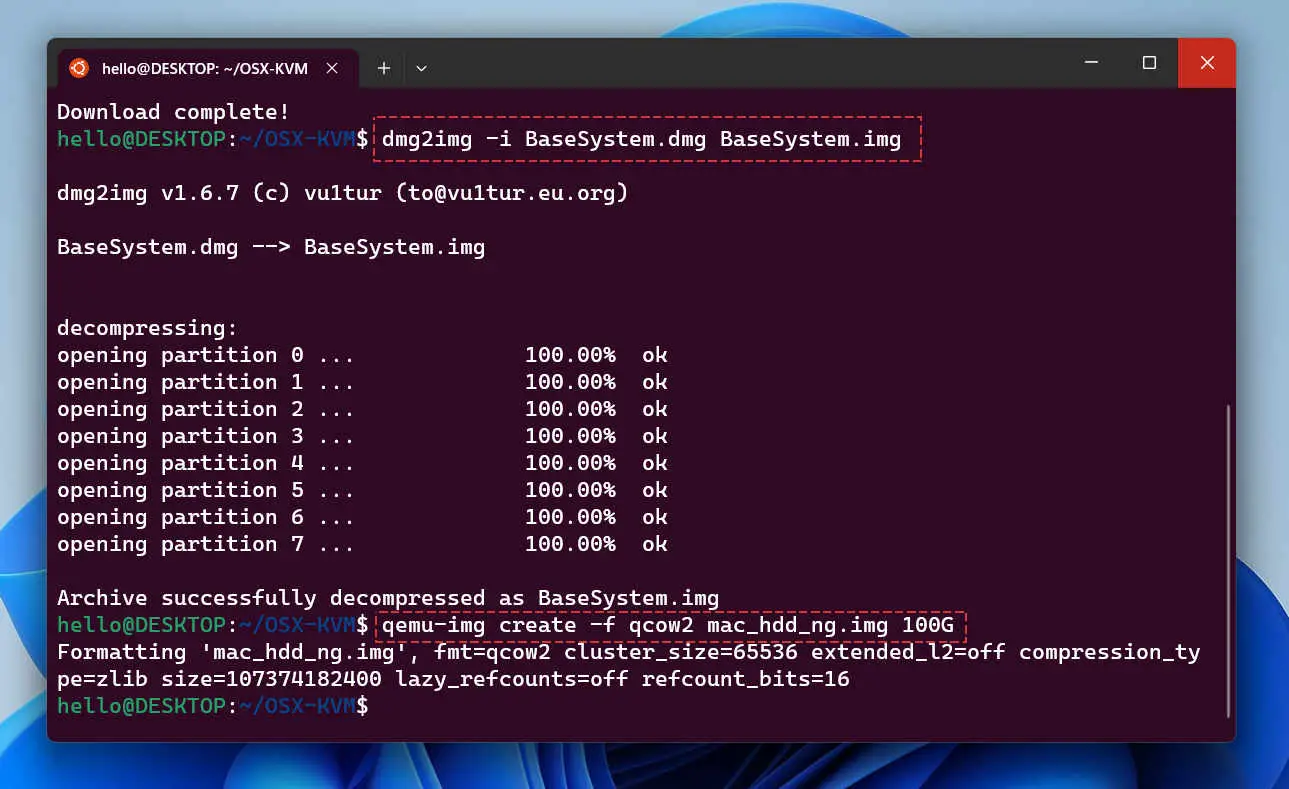 hello@DESKTOP: ~/OSX-KVM
Download complete!
hello@DESKTOP:~/OSX-KVM$ dmg2img -i BaseSystem.dmg BaseSystem.img
dmg2img v1.6.7 (c) vu1tur (to@vu1tur.eu.org)
BaseSystem.dmg --> BaseSystem.img
decompressing:
opening partition 0 ... 100.00% ok
opening partition 1 ... 100.00% ok
opening partition 2 ... 100.00% ok
opening partition 3 ... 100.00% ok
opening partition 4 ... 100.00% ok
opening partition 5 ... 100.00% ok
opening partition 6 ... 100.00% ok
opening partition 7 ... 100.00% ok
Archive successfully decompressed as BaseSystem.img
hello@DESKTOP:~/OSX-KVM$ qemu-img create -f qcow2 mac_hdd_ng.img 100G
Formatting 'mac_hdd_ng.img', fmt=qcow2 cluster_size=65536 extended_l2=off compression_ty
pe=zlib size=107374182400 lazy_refcounts=off refcount_bits=16
hello@DESKTOP:~/OSX-KVM$